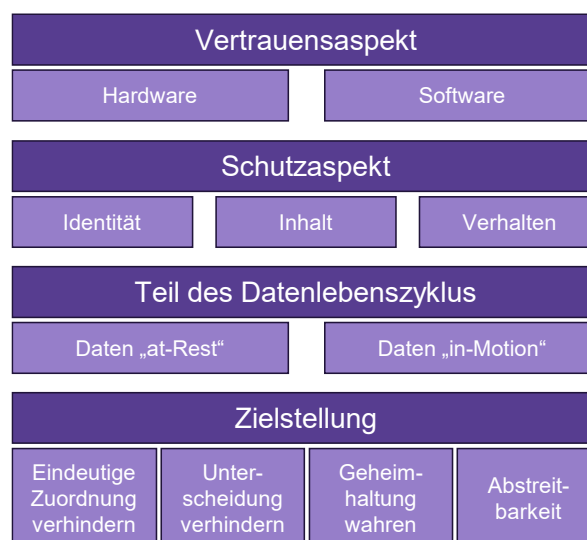 Vertrauensaspekt
Hardware
Software
Schutzaspekt
Identität
Inhalt
Verhalten
Teil des Datenlebenszyklus
Daten „at-Rest“
Daten „in-Motion“
Zielstellung
Eindeutige
Zuordnung
verhindern
Unter-
scheidung
verhindern
Geheim-
haltung
wahren
Abstreit-
barkeit